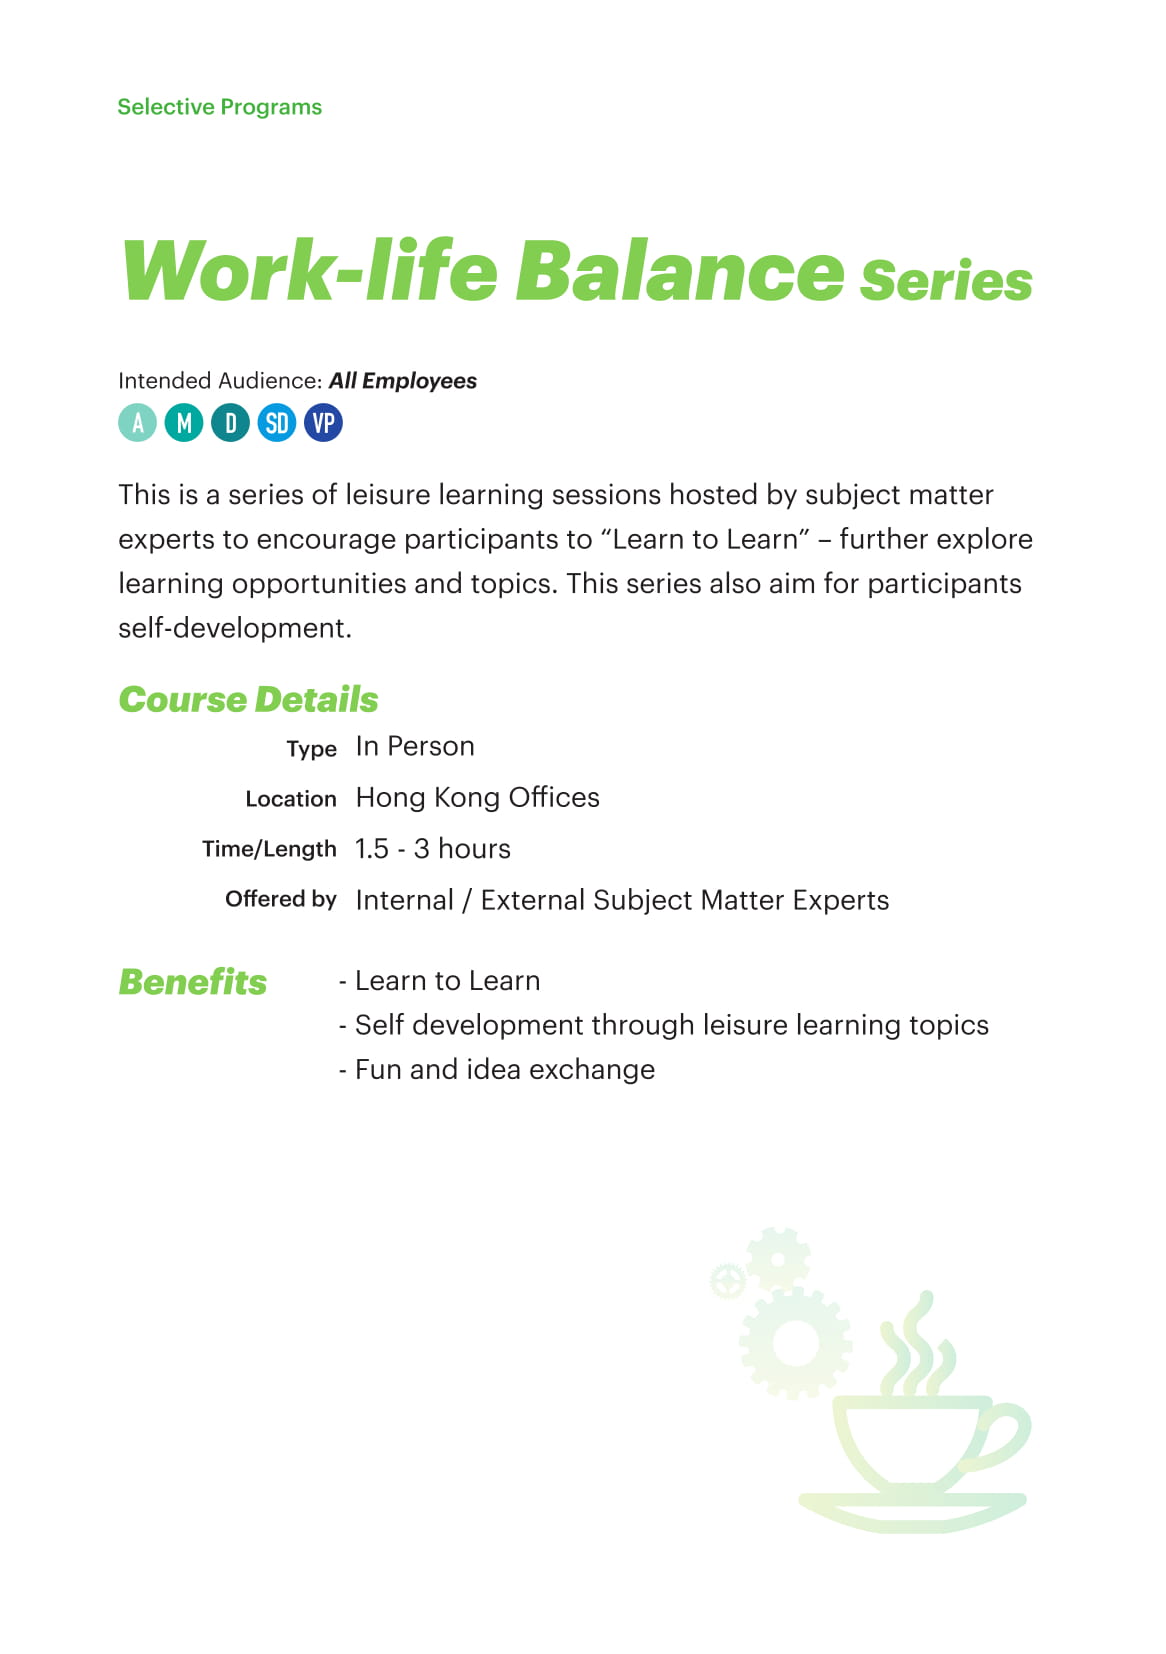 Selective Programs
Work-life Balance Series
Intended Audience: All Employees
A M D SD VP
This is a series of leisure learning sessions hosted by subject matter
experts to encourage participants to “Learn to Learn” – further explore
learning opportunities and topics. This series also aim for participants
self-development.
Course Details
Type In Person
Location Hong Kong Offices
Time/Length 1.5 - 3 hours
Offered by Internal / External Subject Matter Experts
Benefits - Learn to Learn
- Self development through leisure learning topics
- Fun and idea exchange